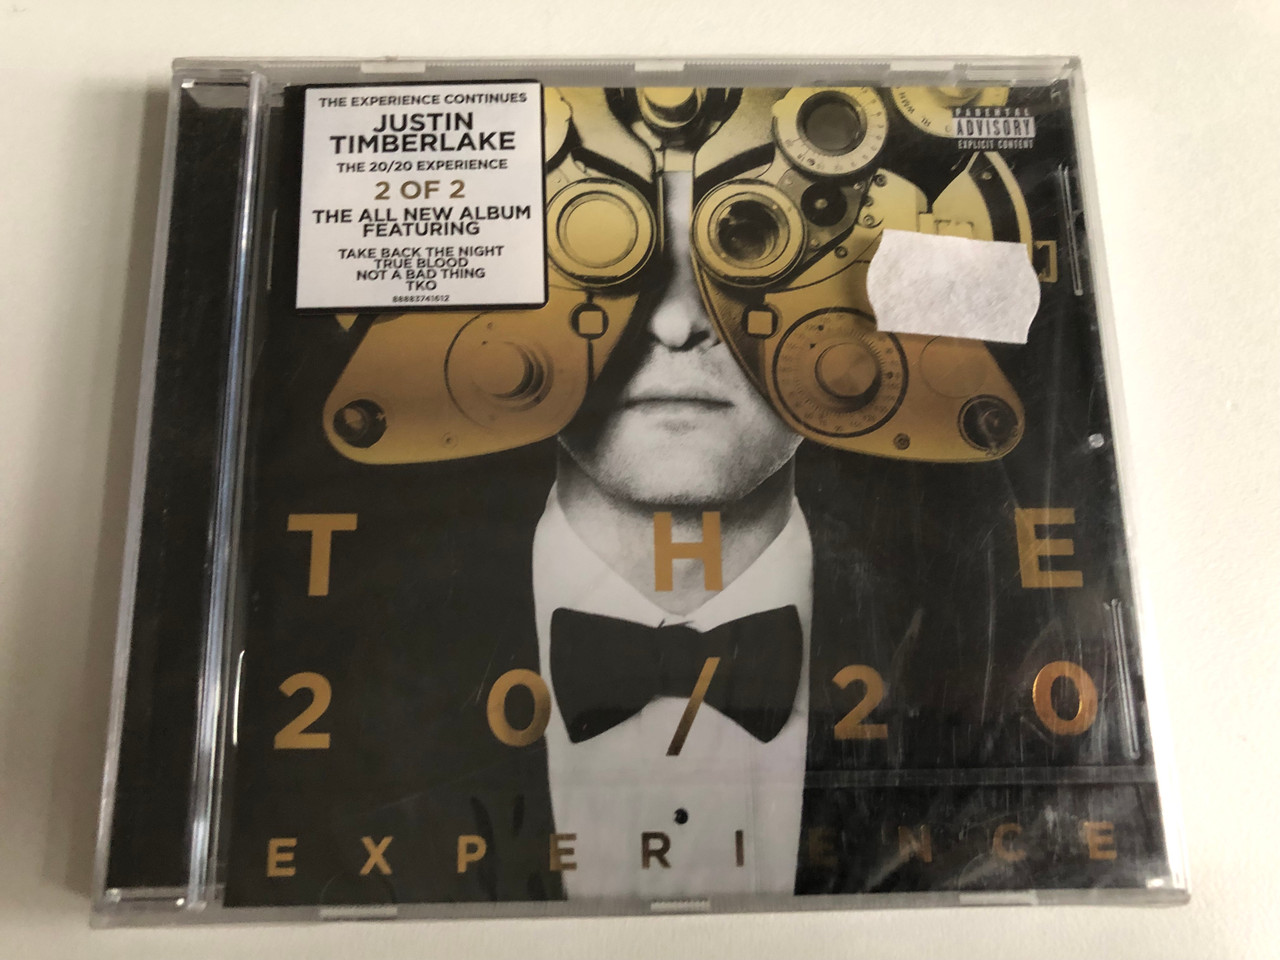 THE EXPERIENCE CONTINUES
JUSTIN
TIMBERLAKE
THE 20/20 EXPERIENCE
2 OF 2
THE ALL NEW ALBUM
FEATURING
TAKE BACK THE NIGHT
TRUE BLOOD
NOT A BAD THING
TKO
88883741612
PARENTAL
ADVISORY
EXPLICIT CONTENT
THE
20/20
EXPERIENCE